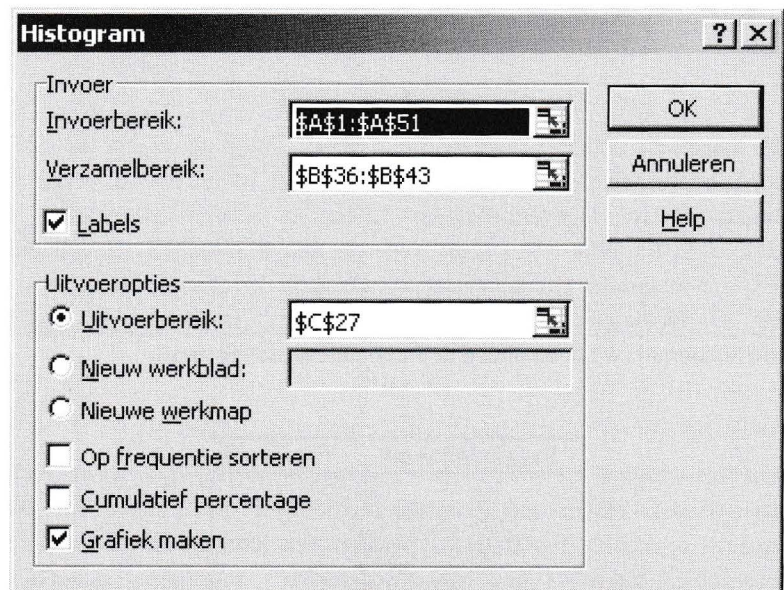 Histogram
Invoer
Invoerbereik: $A$1:$A$51
Verzamelbereik: $B$36:$B$43
Labels
OK
Annuleren
Help
Uitvoeropties
Uitvoerbereik: $C$27
Nieuw werkblad:
Nieuwe werkmap
Op frequentie sorteren
Cumulatief percentage
Grafiek maken